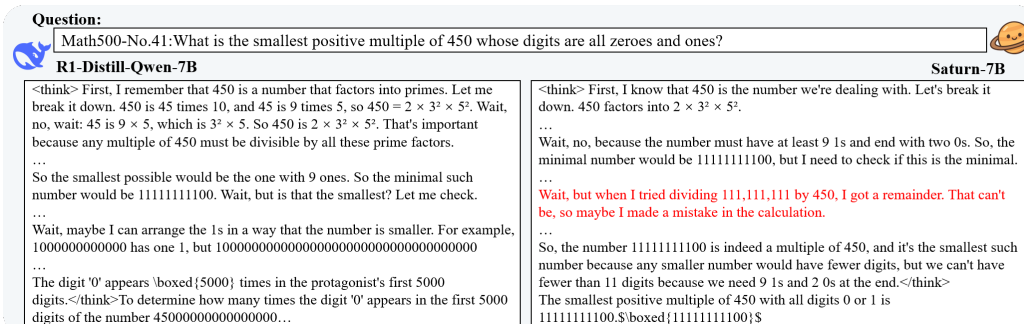 Question:
Math500-No.41:What is the smallest positive multiple of 450 whose digits are all zeroes and ones?
R1-Distill-Qwen-7B
<think> First, I remember that 450 is a number that factors into primes. Let me
break it down. 450 is 45 times 10, and 45 is 9 times 5, so 450 = 2 × 3² × 5². Wait,
no, wait: 45 is 9 × 5, which is 3² × 5. So 450 is 2 × 3² × 5². That's important
because any multiple of 450 must be divisible by all these prime factors.
…
So the smallest possible would be the one with 9 ones. So the minimal such
number would be 11111111100. Wait, but is that the smallest? Let me check.
…
Wait, maybe I can arrange the 1s in a way that the number is smaller. For example,
1000000000000 has one 1, but 10000000000000000000000000000000000
…
The digit '0' appears \boxed{5000} times in the protagonist's first 5000
digits.</think>To determine how many times the digit '0' appears in the first 5000
digits of the number 45000000000000000…
Saturn-7B
<think> First, I know that 450 is the number we're dealing with. Let's break it
down. 450 factors into 2 × 3² × 5².
…
Wait, no, because the number must have at least 9 1s and end with two 0s. So, the
minimal number would be 11111111100, but I need to check if this is the minimal.
…
Wait, but when I tried dividing 111,111,111 by 450, I got a remainder. That can't
be, so maybe I made a mistake in the calculation.
…
So, the number 11111111100 is indeed a multiple of 450, and it's the smallest such
number because any smaller number would have fewer digits, but we can't have
fewer than 11 digits because we need 9 1s and 2 0s at the end.</think>
The smallest positive multiple of 450 with all digits 0 or 1 is
11111111100.$\boxed{11111111100}$